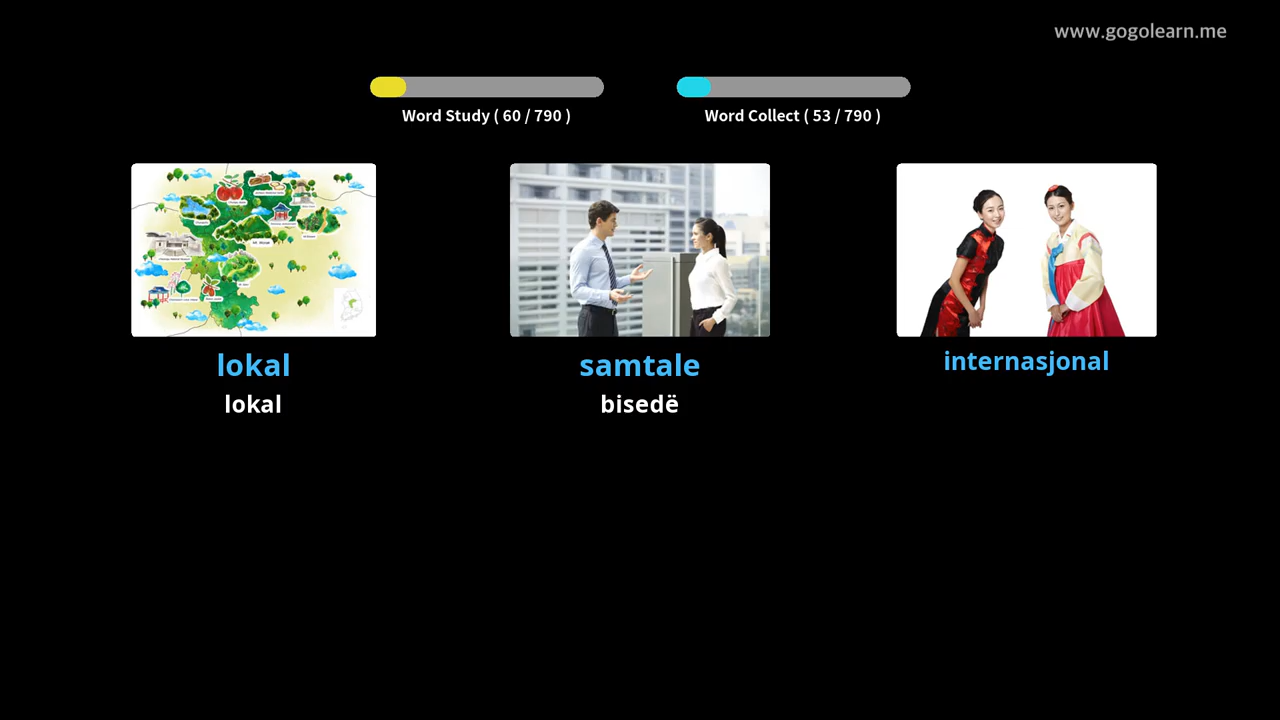 www.gogolearn.me
Word Study ( 60 / 790 )
Word Collect ( 53 / 790 )
lokal
samtale
internasjonal
lokal
bisedë